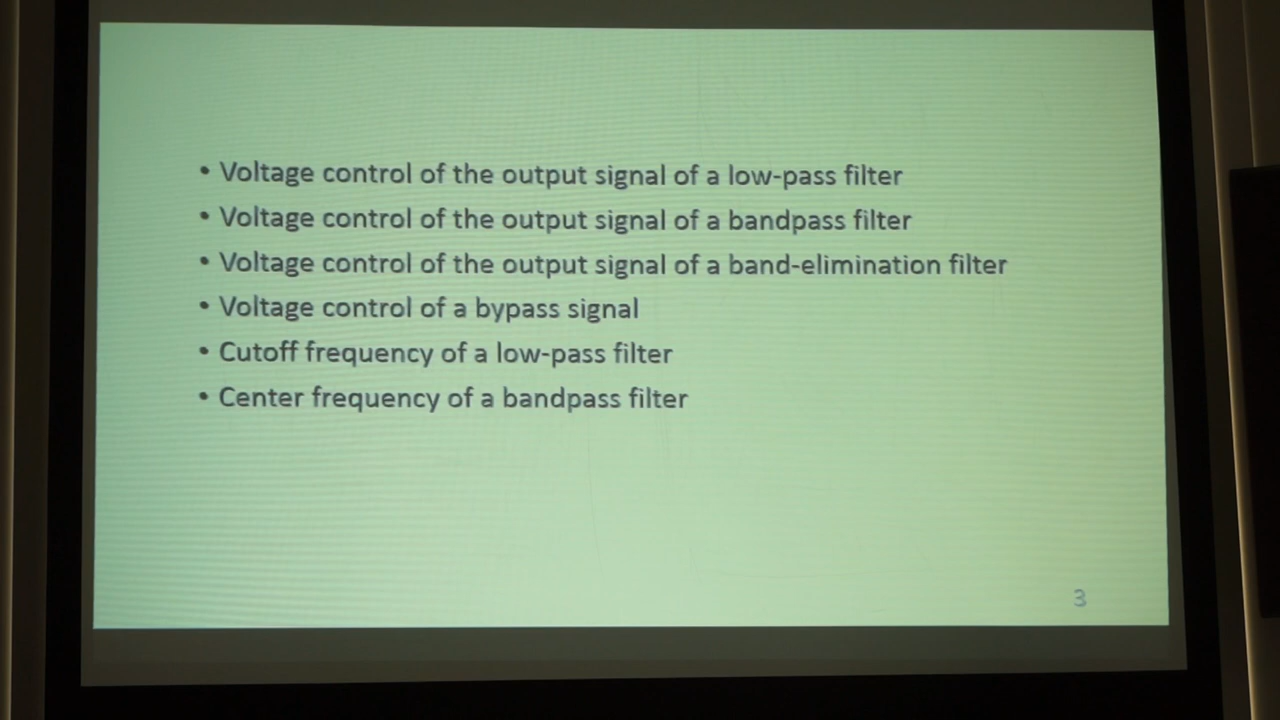 • Voltage control of the output signal of a low-pass filter
• Voltage control of the output signal of a bandpass filter
• Voltage control of the output signal of a band-elimination filter
• Voltage control of a bypass signal
• Cutoff frequency of a low-pass filter
• Center frequency of a bandpass filter
3